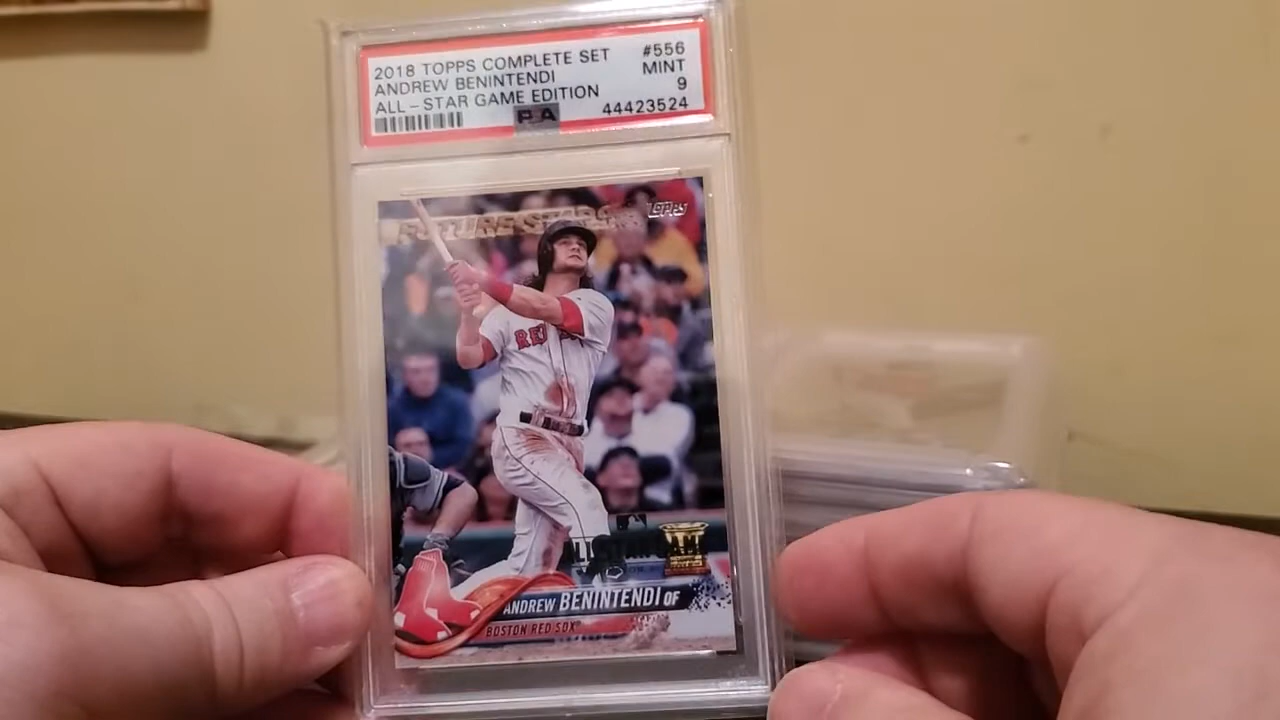 2018 TOPPS COMPLETE SET #556
ANDREW BENINTENDI MINT
ALL-STAR GAME EDITION 9
44423524
PSA
FUTURE STARS
TOPPS
RED
ANDREW BENINTENDI OF
BOSTON RED SOX